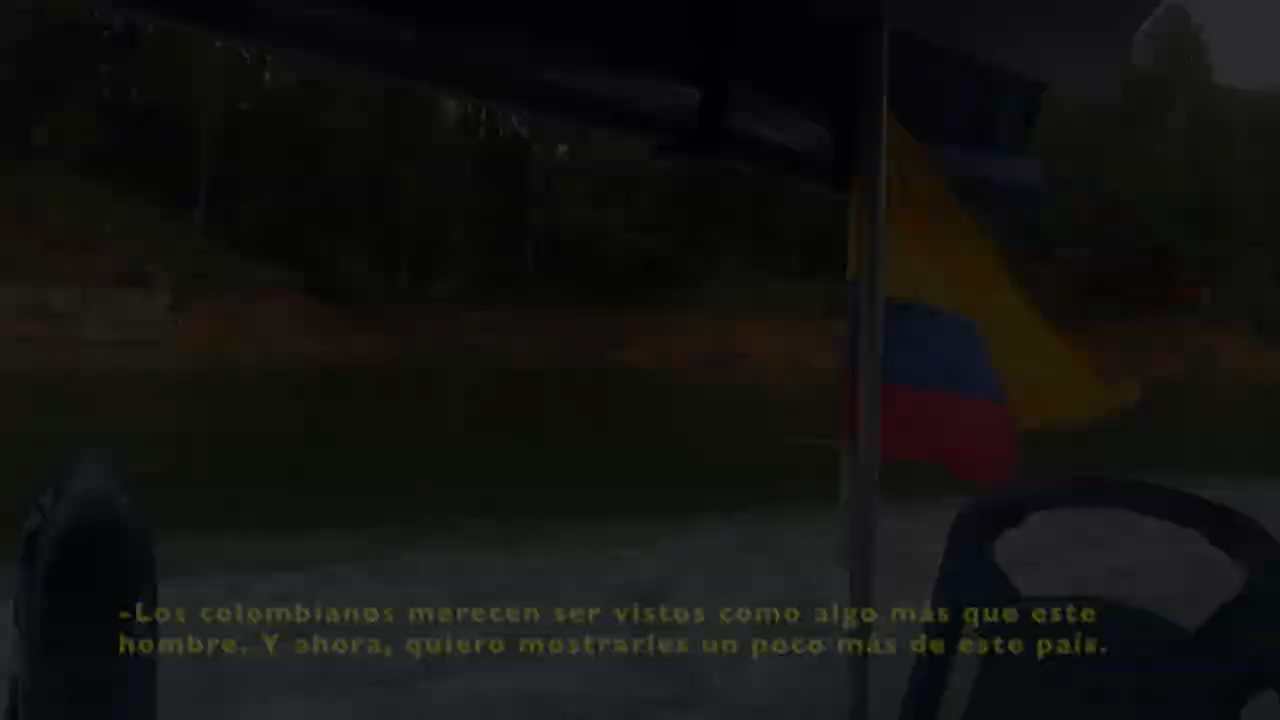 -Los colombianos merecen ser vistos como algo más que este
hombre. Y ahora, quiero mostrarles un poco más de este país.